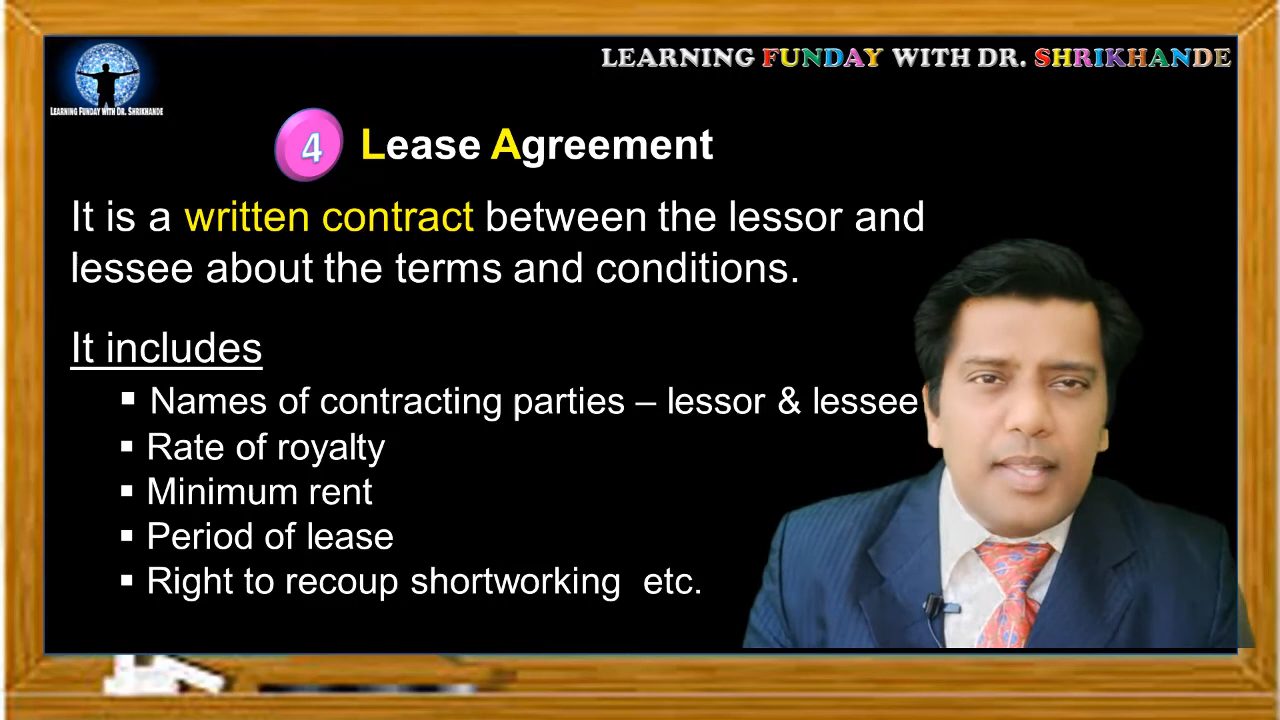 LEARNING FUNDAY WITH DR. SHRIKHANDE
LEARNING FUNDAY WITH DR. SHRIKHANDE
4 Lease Agreement
It is a written contract between the lessor and
lessee about the terms and conditions.
It includes
▪ Names of contracting parties – lessor & lessee
▪ Rate of royalty
▪ Minimum rent
▪ Period of lease
▪ Right to recoup shortworking etc.